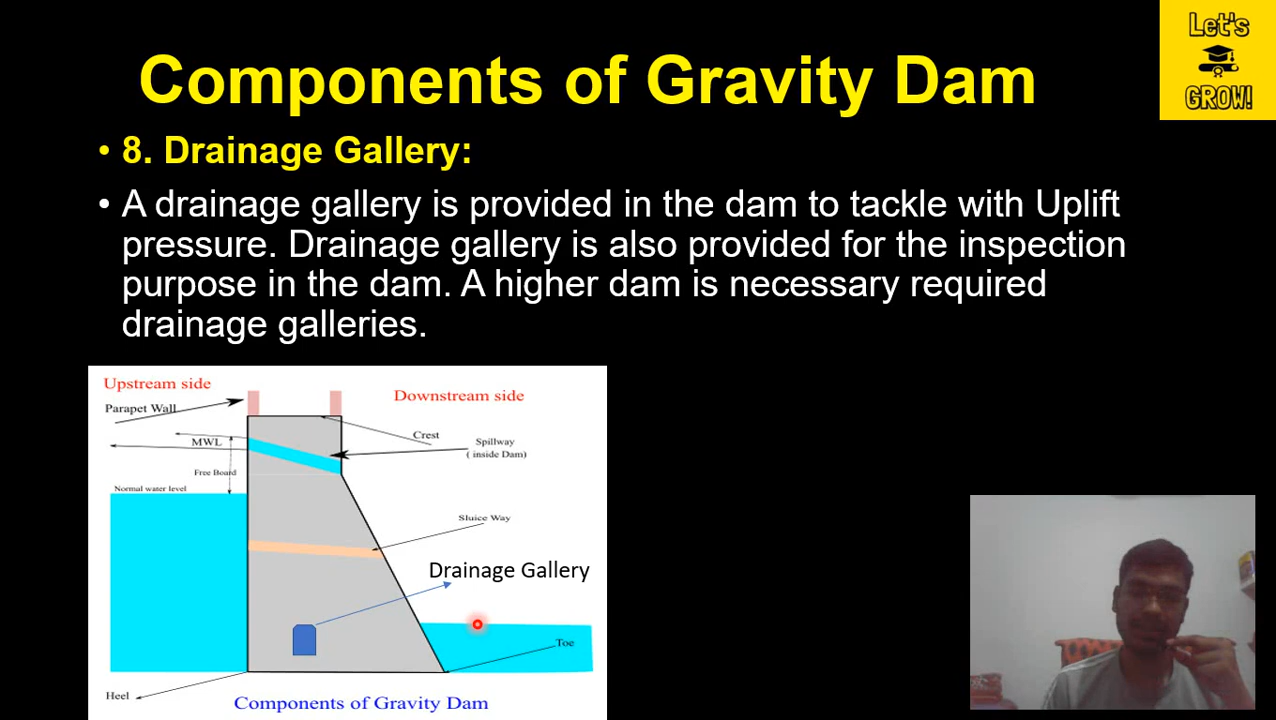 Components of Gravity Dam
Let's
GROW!
• 8. Drainage Gallery:
• A drainage gallery is provided in the dam to tackle with Uplift
pressure. Drainage gallery is also provided for the inspection
purpose in the dam. A higher dam is necessary required
drainage galleries.
Upstream side
Downstream side
Parapet Wall
Crest
MWL
Spillway
( inside Dam)
Free Board
Normal water level
Sluice Way
Drainage Gallery
Toe
Heel
Components of Gravity Dam